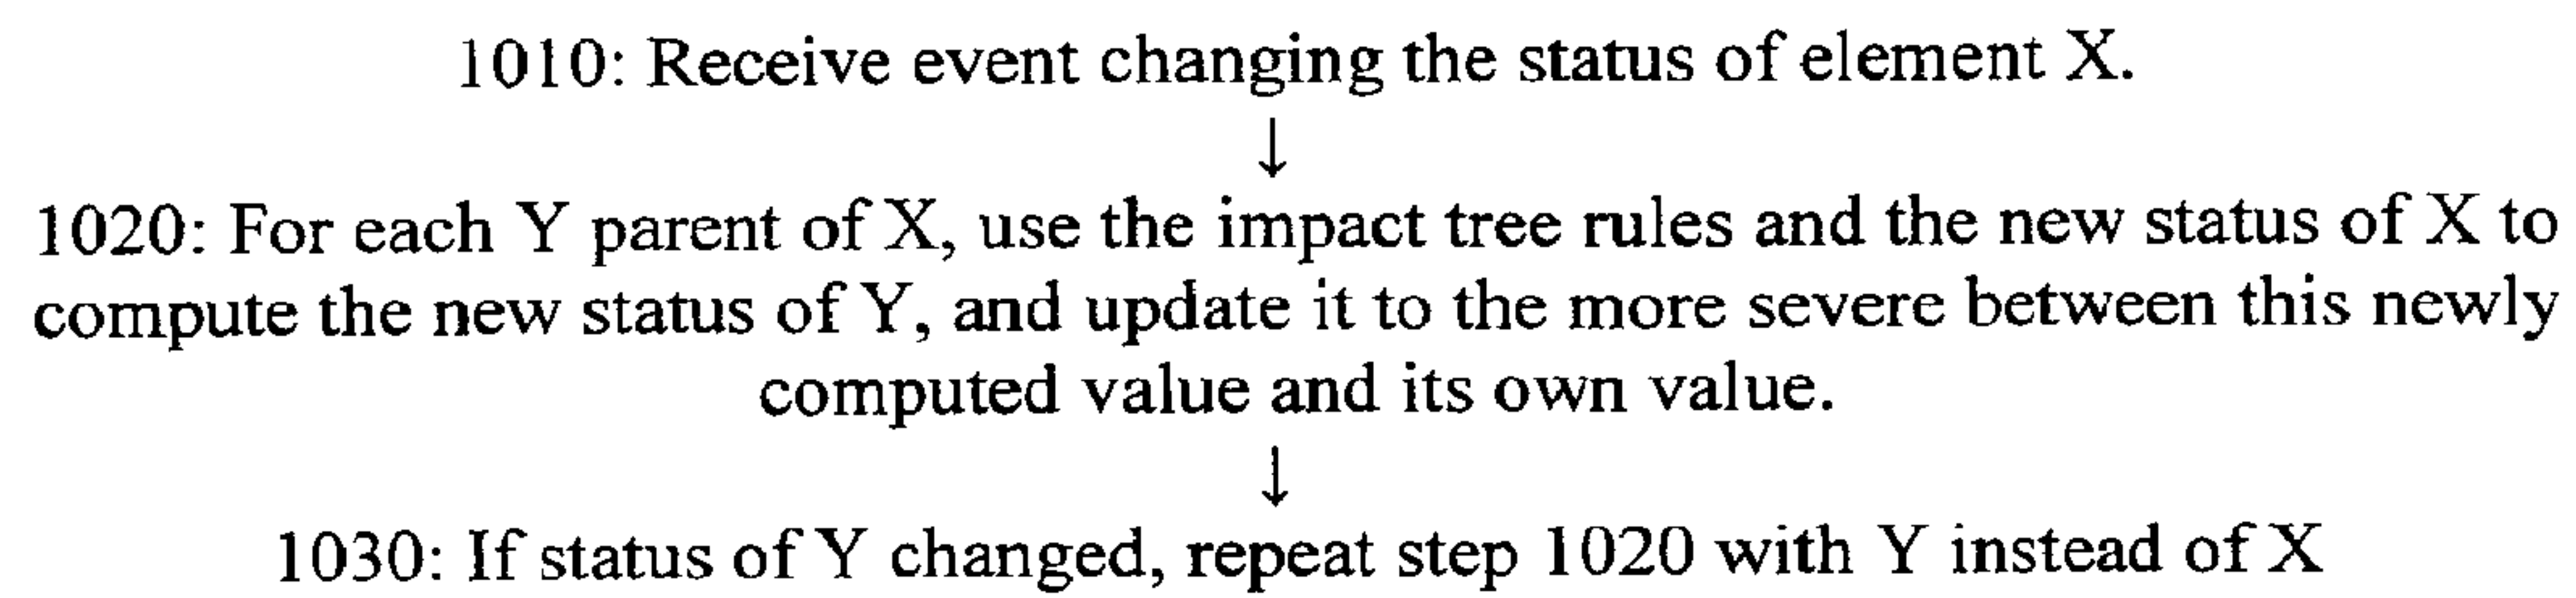 1010: Receive event changing the status of element X.
↓
1020: For each Y parent of X, use the impact tree rules and the new status of X to
compute the new status of Y, and update it to the more severe between this newly
computed value and its own value.
↓
1030: If status of Y changed, repeat step 1020 with Y instead of X